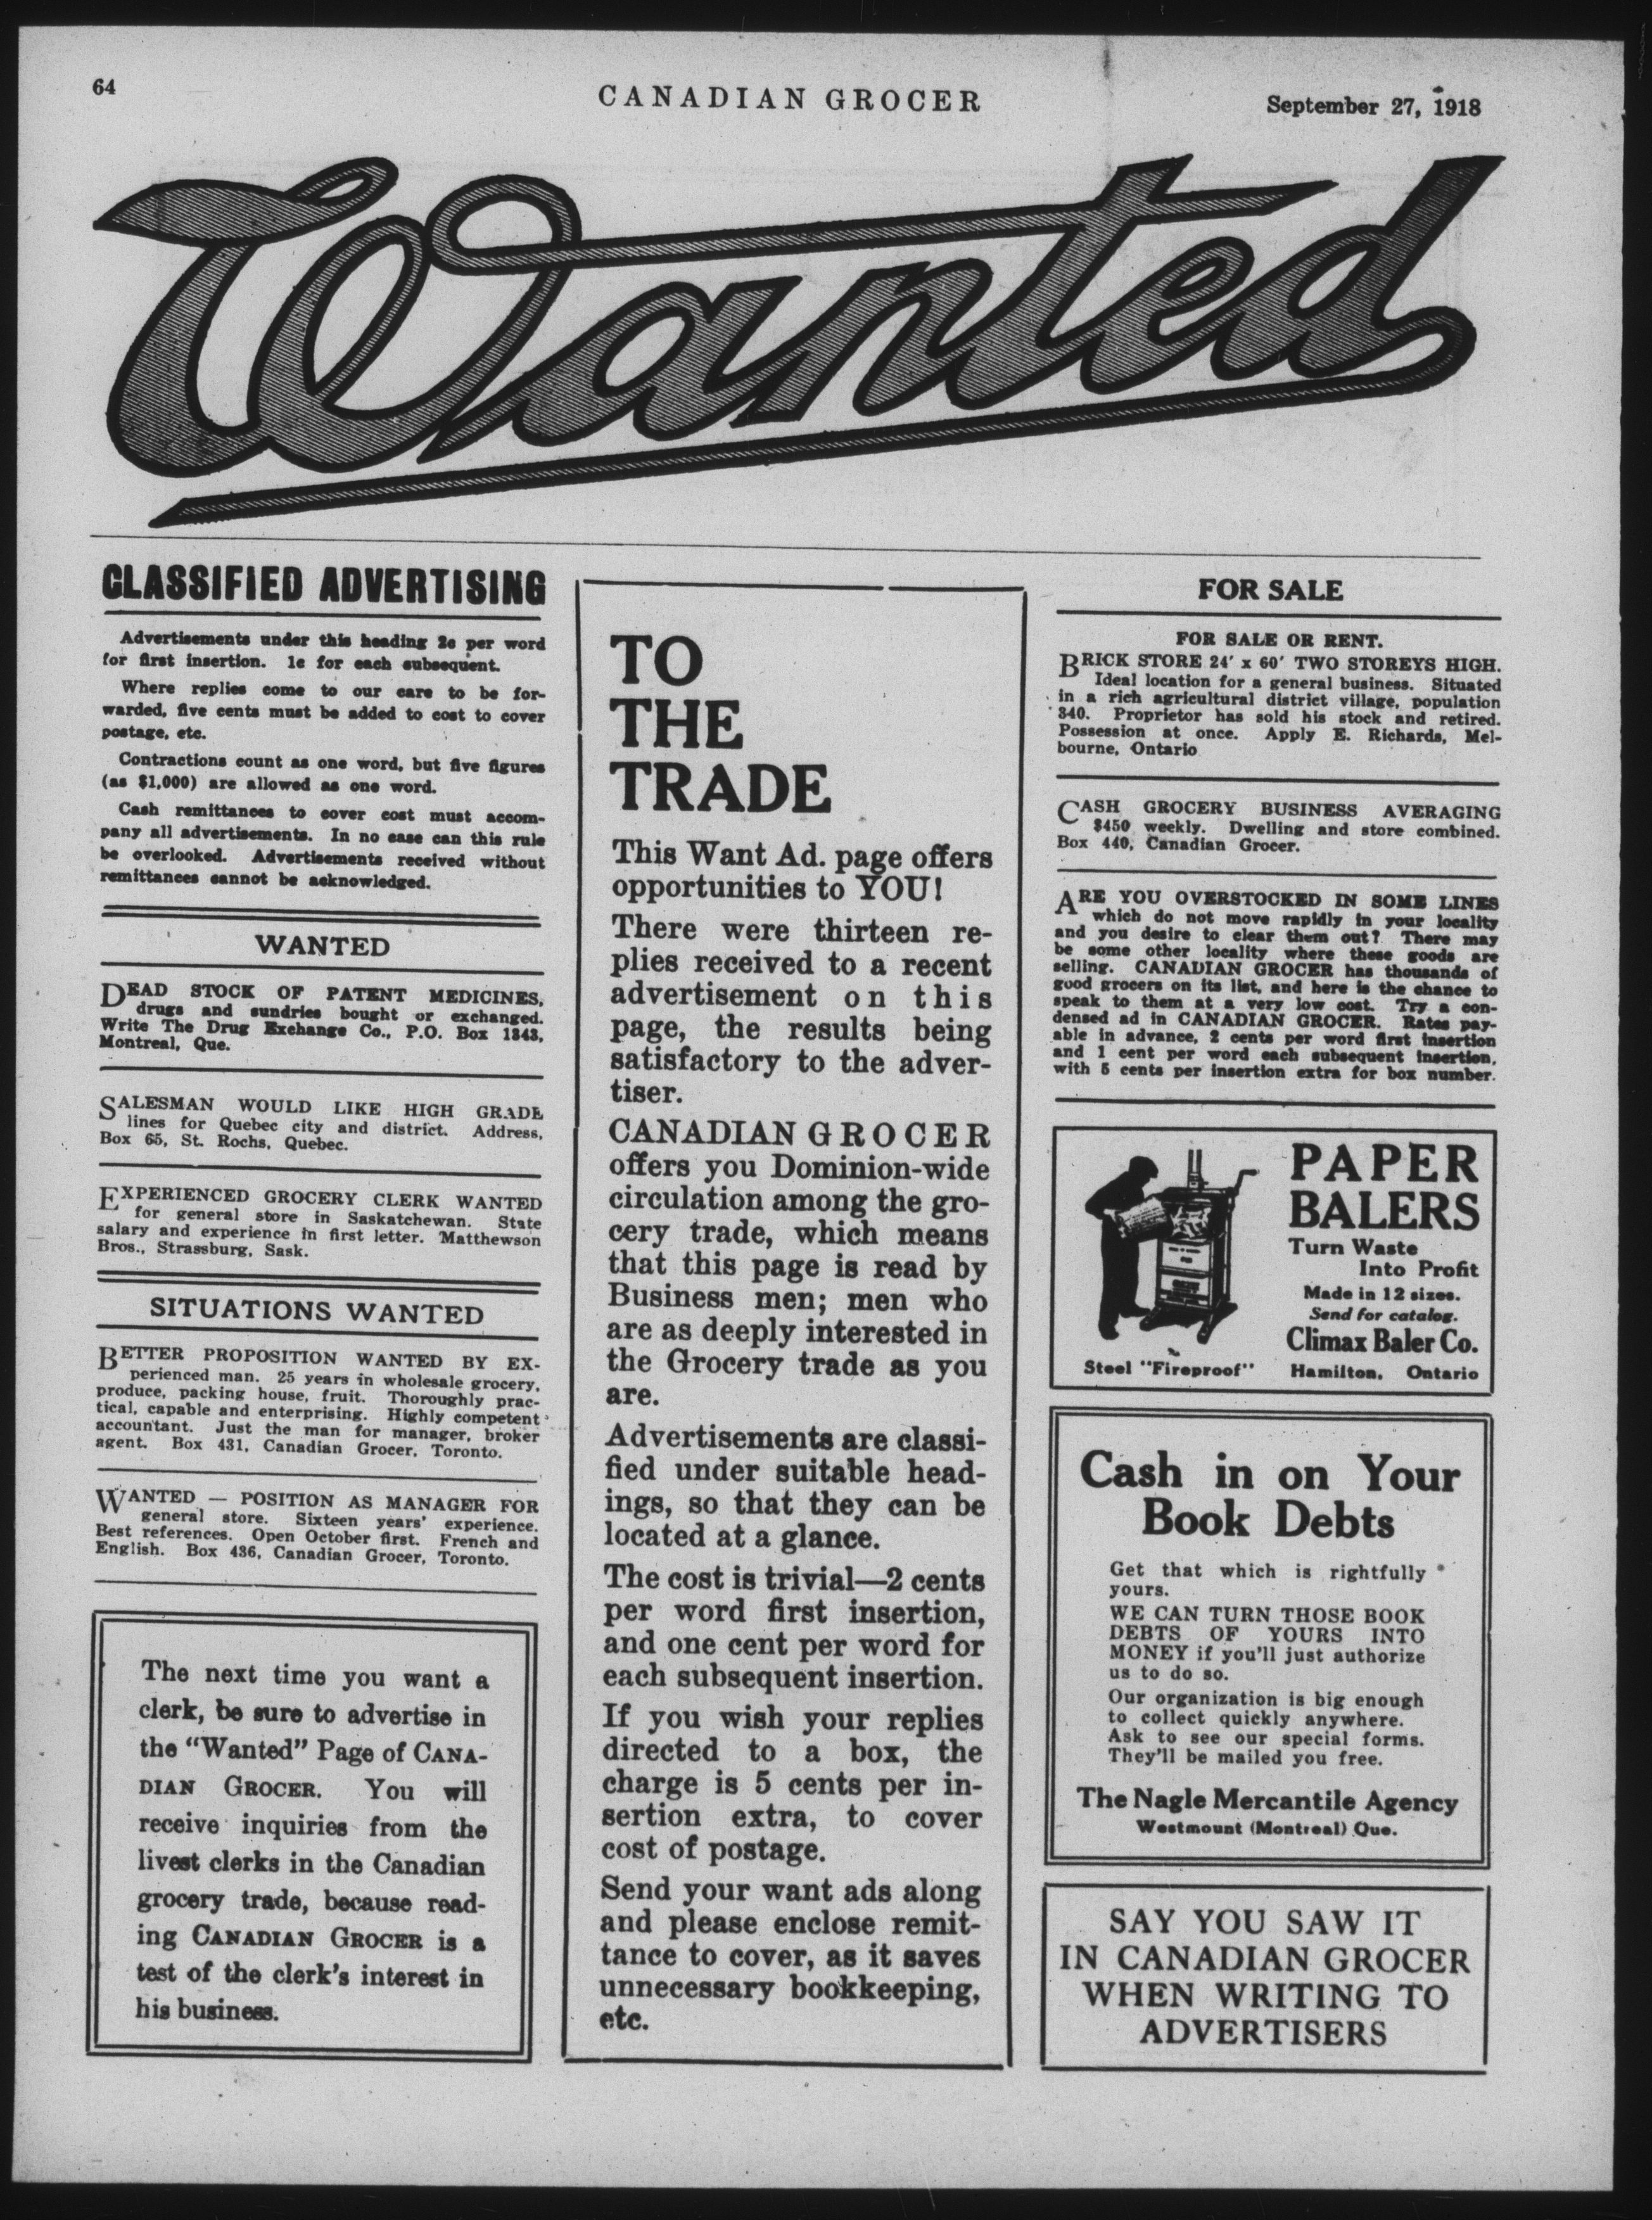 64
CANADIAN GROCER
September 27, 1918
Wanted
CLASSIFIED ADVERTISING
Advertisements under this heading 2c per word
for first insertion. 1c for each subsequent.
Where replies come to our care to be for-
warded, five cents must be added to cost to cover
postage, etc.
Contractions count as one word, but five figures
(as $1,000) are allowed as one word.
Cash remittances to cover cost must accom-
pany all advertisements. In no case can this rule
be overlooked. Advertisements received without
remittances cannot be acknowledged.
WANTED
DEAD STOCK OF PATENT MEDICINES,
drugs and sundries bought or exchanged.
Write The Drug Exchange Co., P.O. Box 1343,
Montreal, Que.
SALESMAN WOULD LIKE HIGH GRADE
lines for Quebec city and district. Address,
Box 65, St. Rochs, Quebec.
EXPERIENCED GROCERY CLERK WANTED
for general store in Saskatchewan. State
salary and experience in first letter. Matthewson
Bros., Strassburg, Sask.
SITUATIONS WANTED
BETTER PROPOSITION WANTED BY EX-
perienced man. 25 years in wholesale grocery,
produce, packing house, fruit. Thoroughly prac-
tical, capable and enterprising. Highly competent
accountant. Just the man for manager, broker
agent. Box 431, Canadian Grocer, Toronto.
WANTED — POSITION AS MANAGER FOR
general store. Sixteen years' experience.
Best references. Open October first. French and
English. Box 436, Canadian Grocer, Toronto.
The next time you want a
clerk, be sure to advertise in
the "Wanted" Page of CANA-
DIAN GROCER. You will
receive inquiries from the
livest clerks in the Canadian
grocery trade, because read-
ing CANADIAN GROCER is a
test of the clerk's interest in
his business.
TO
THE
TRADE
This Want Ad. page offers
opportunities to YOU!
There were thirteen re-
plies received to a recent
advertisement on this
page, the results being
satisfactory to the adver-
tiser.
CANADIAN GROCER
offers you Dominion-wide
circulation among the gro-
cery trade, which means
that this page is read by
Business men; men who
are as deeply interested in
the Grocery trade as you
are.
Advertisements are classi-
fied under suitable head-
ings, so that they can be
located at a glance.
The cost is trivial—2 cents
per word first insertion,
and one cent per word for
each subsequent insertion.
If you wish your replies
directed to a box, the
charge is 5 cents per in-
sertion extra, to cover
cost of postage.
Send your want ads along
and please enclose remit-
tance to cover, as it saves
unnecessary bookkeeping,
etc.
FOR SALE
FOR SALE OR RENT.
BRICK STORE 24' x 60' TWO STOREYS HIGH.
Ideal location for a general business. Situated
in a rich agricultural district village, population
340. Proprietor has sold his stock and retired.
Possession at once. Apply E. Richards, Mel-
bourne, Ontario
CASH GROCERY BUSINESS AVERAGING
$450 weekly. Dwelling and store combined.
Box 440, Canadian Grocer.
ARE YOU OVERSTOCKED IN SOME LINES
which do not move rapidly in your locality
and you desire to clear them out? There may
be some other locality where these goods are
selling. CANADIAN GROCER has thousands of
good grocers on its list, and here is the chance to
speak to them at a very low cost. Try a con-
densed ad in CANADIAN GROCER. Rates pay-
able in advance, 2 cents per word first insertion
and 1 cent per word each subsequent insertion,
with 5 cents per insertion extra for box number.
PAPER
BALERS
Turn Waste
Into Profit
Made in 12 sizes.
Send for catalog.
Climax Baler Co.
Hamilton, Ontario
Steel "Fireproof"
Cash in on Your
Book Debts
Get that which is rightfully
yours.
WE CAN TURN THOSE BOOK
DEBTS OF YOURS INTO
MONEY if you'll just authorize
us to do so.
Our organization is big enough
to collect quickly anywhere.
Ask to see our special forms.
They'll be mailed you free.
The Nagle Mercantile Agency
Westmount (Montreal) Que.
SAY YOU SAW IT
IN CANADIAN GROCER
WHEN WRITING TO
ADVERTISERS